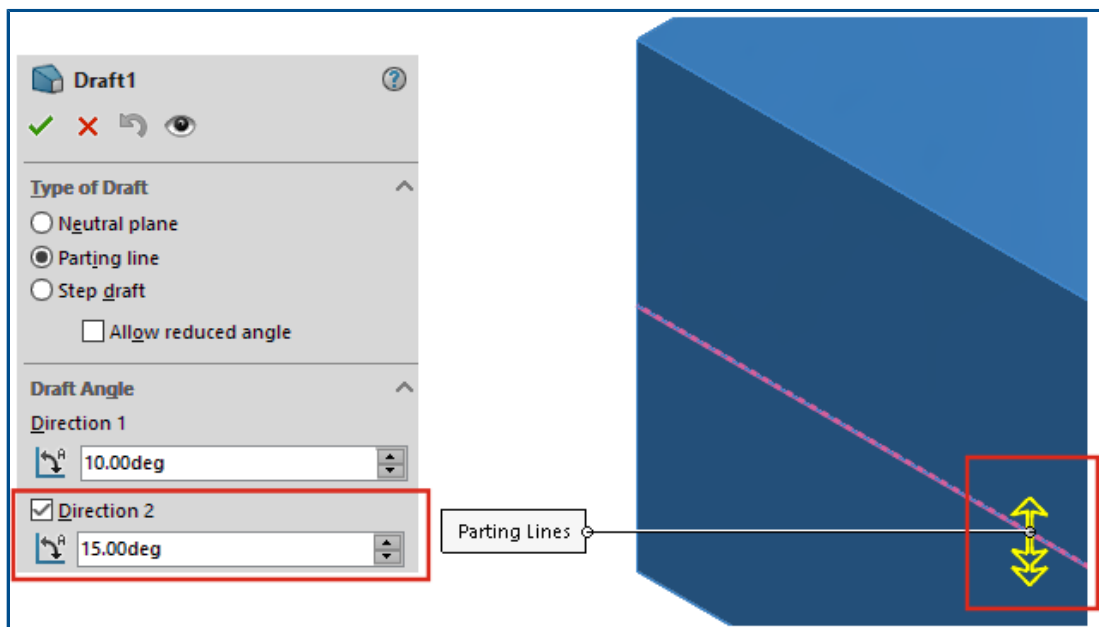 Draft1
Type of Draft
Neutral plane
Parting line
Step draft
Allow reduced angle
Draft Angle
Direction 1
10.00deg
Direction 2
15.00deg
Parting Lines